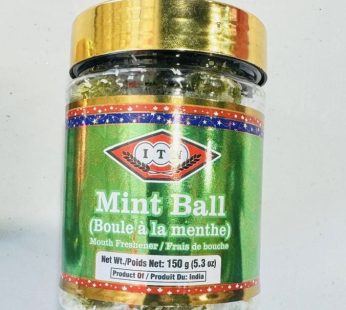 Mint Ball
(Boule à la menthe)
Mouth Freshener / Frais de bouche
Net Wt./Poids Net: 150 g (5.3 oz)
Product Of / Produit Du: India